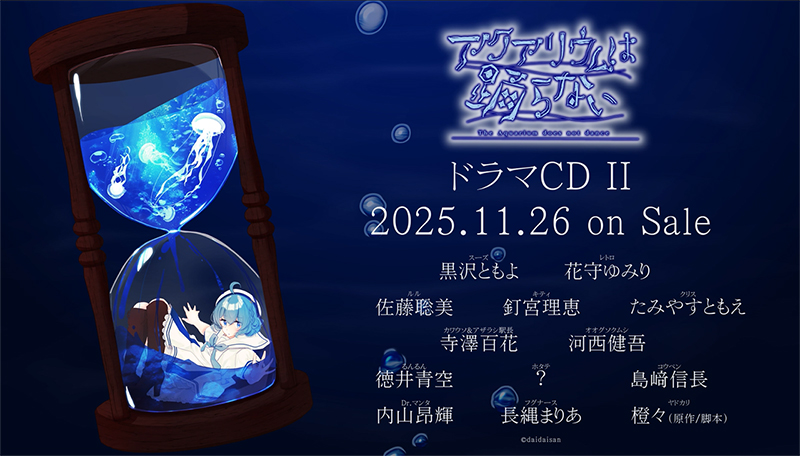 アクアリウムは
踊らない
The Aquarium does not dance
ドラマCD II
2025.11.26 on Sale
スーズ レトロ
黒沢ともよ 花守ゆみり
ルル キティ クリス
佐藤聡美 釘宮理恵 たみやすともえ
カワウソ&アザラシ駅長 オオグソクムシ
寺澤百花 河西健吾
るんるん ホタテ コウペン
徳井青空 ? 島﨑信長
Dr.マンタ フグナース ヤドカリ
内山昂輝 長縄まりあ 橙々(原作/脚本)
©daidaisan